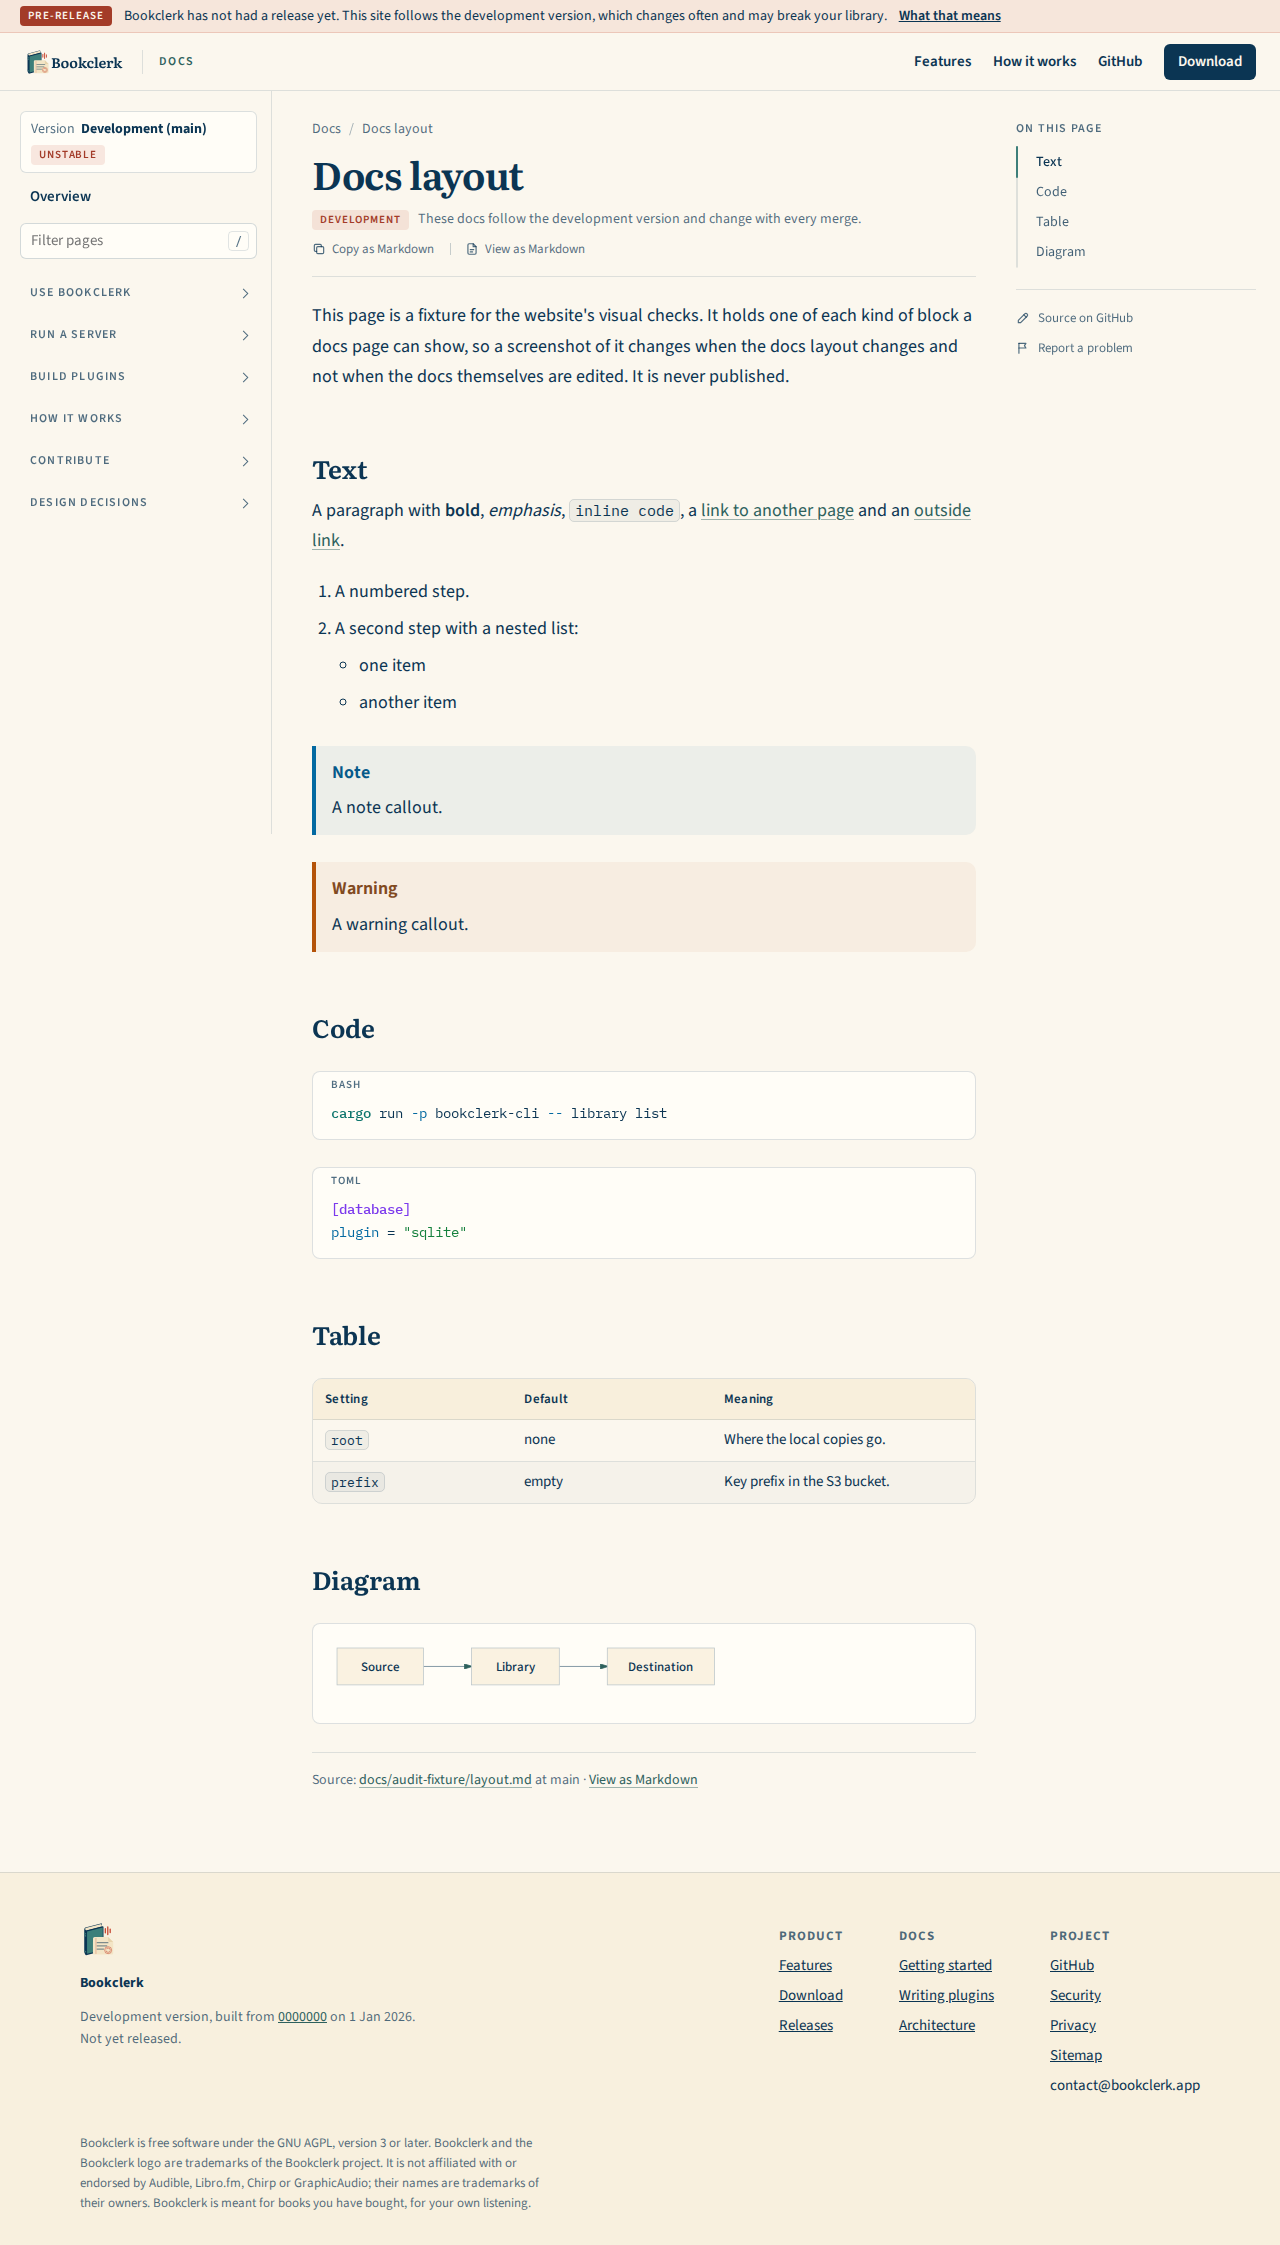 PRE-RELEASE Bookclerk has not had a release yet. This site follows the development version, which changes often and may break your library. What that means
Bookclerk DOCS Features How it works GitHub Download
Version Development (main)
UNSTABLE
Overview
Filter pages /
USE BOOKCLERK
RUN A SERVER
BUILD PLUGINS
HOW IT WORKS
CONTRIBUTE
DESIGN DECISIONS
Docs / Docs layout
Docs layout
DEVELOPMENT These docs follow the development version and change with every merge.
Copy as Markdown View as Markdown
This page is a fixture for the website's visual checks. It holds one of each kind of block a
docs page can show, so a screenshot of it changes when the docs layout changes and
not when the docs themselves are edited. It is never published.
Text
A paragraph with bold, emphasis, inline code, a link to another page and an outside
link.
1. A numbered step.
2. A second step with a nested list:
one item
another item
Note
A note callout.
Warning
A warning callout.
Code
BASH
cargo run -p bookclerk-cli -- library list
TOML
[database]
plugin = "sqlite"
Table
Setting Default Meaning
root none Where the local copies go.
prefix empty Key prefix in the S3 bucket.
Diagram
Source Library Destination
Source: docs/audit-fixture/layout.md at main · View as Markdown
ON THIS PAGE
Text
Code
Table
Diagram
Source on GitHub
Report a problem
Bookclerk
Development version, built from 0000000 on 1 Jan 2026.
Not yet released.
PRODUCT
Features
Download
Releases
DOCS
Getting started
Writing plugins
Architecture
PROJECT
GitHub
Security
Privacy
Sitemap
contact@bookclerk.app
Bookclerk is free software under the GNU AGPL, version 3 or later. Bookclerk and the
Bookclerk logo are trademarks of the Bookclerk project. It is not affiliated with or
endorsed by Audible, Libro.fm, Chirp or GraphicAudio; their names are trademarks of
their owners. Bookclerk is meant for books you have bought, for your own listening.